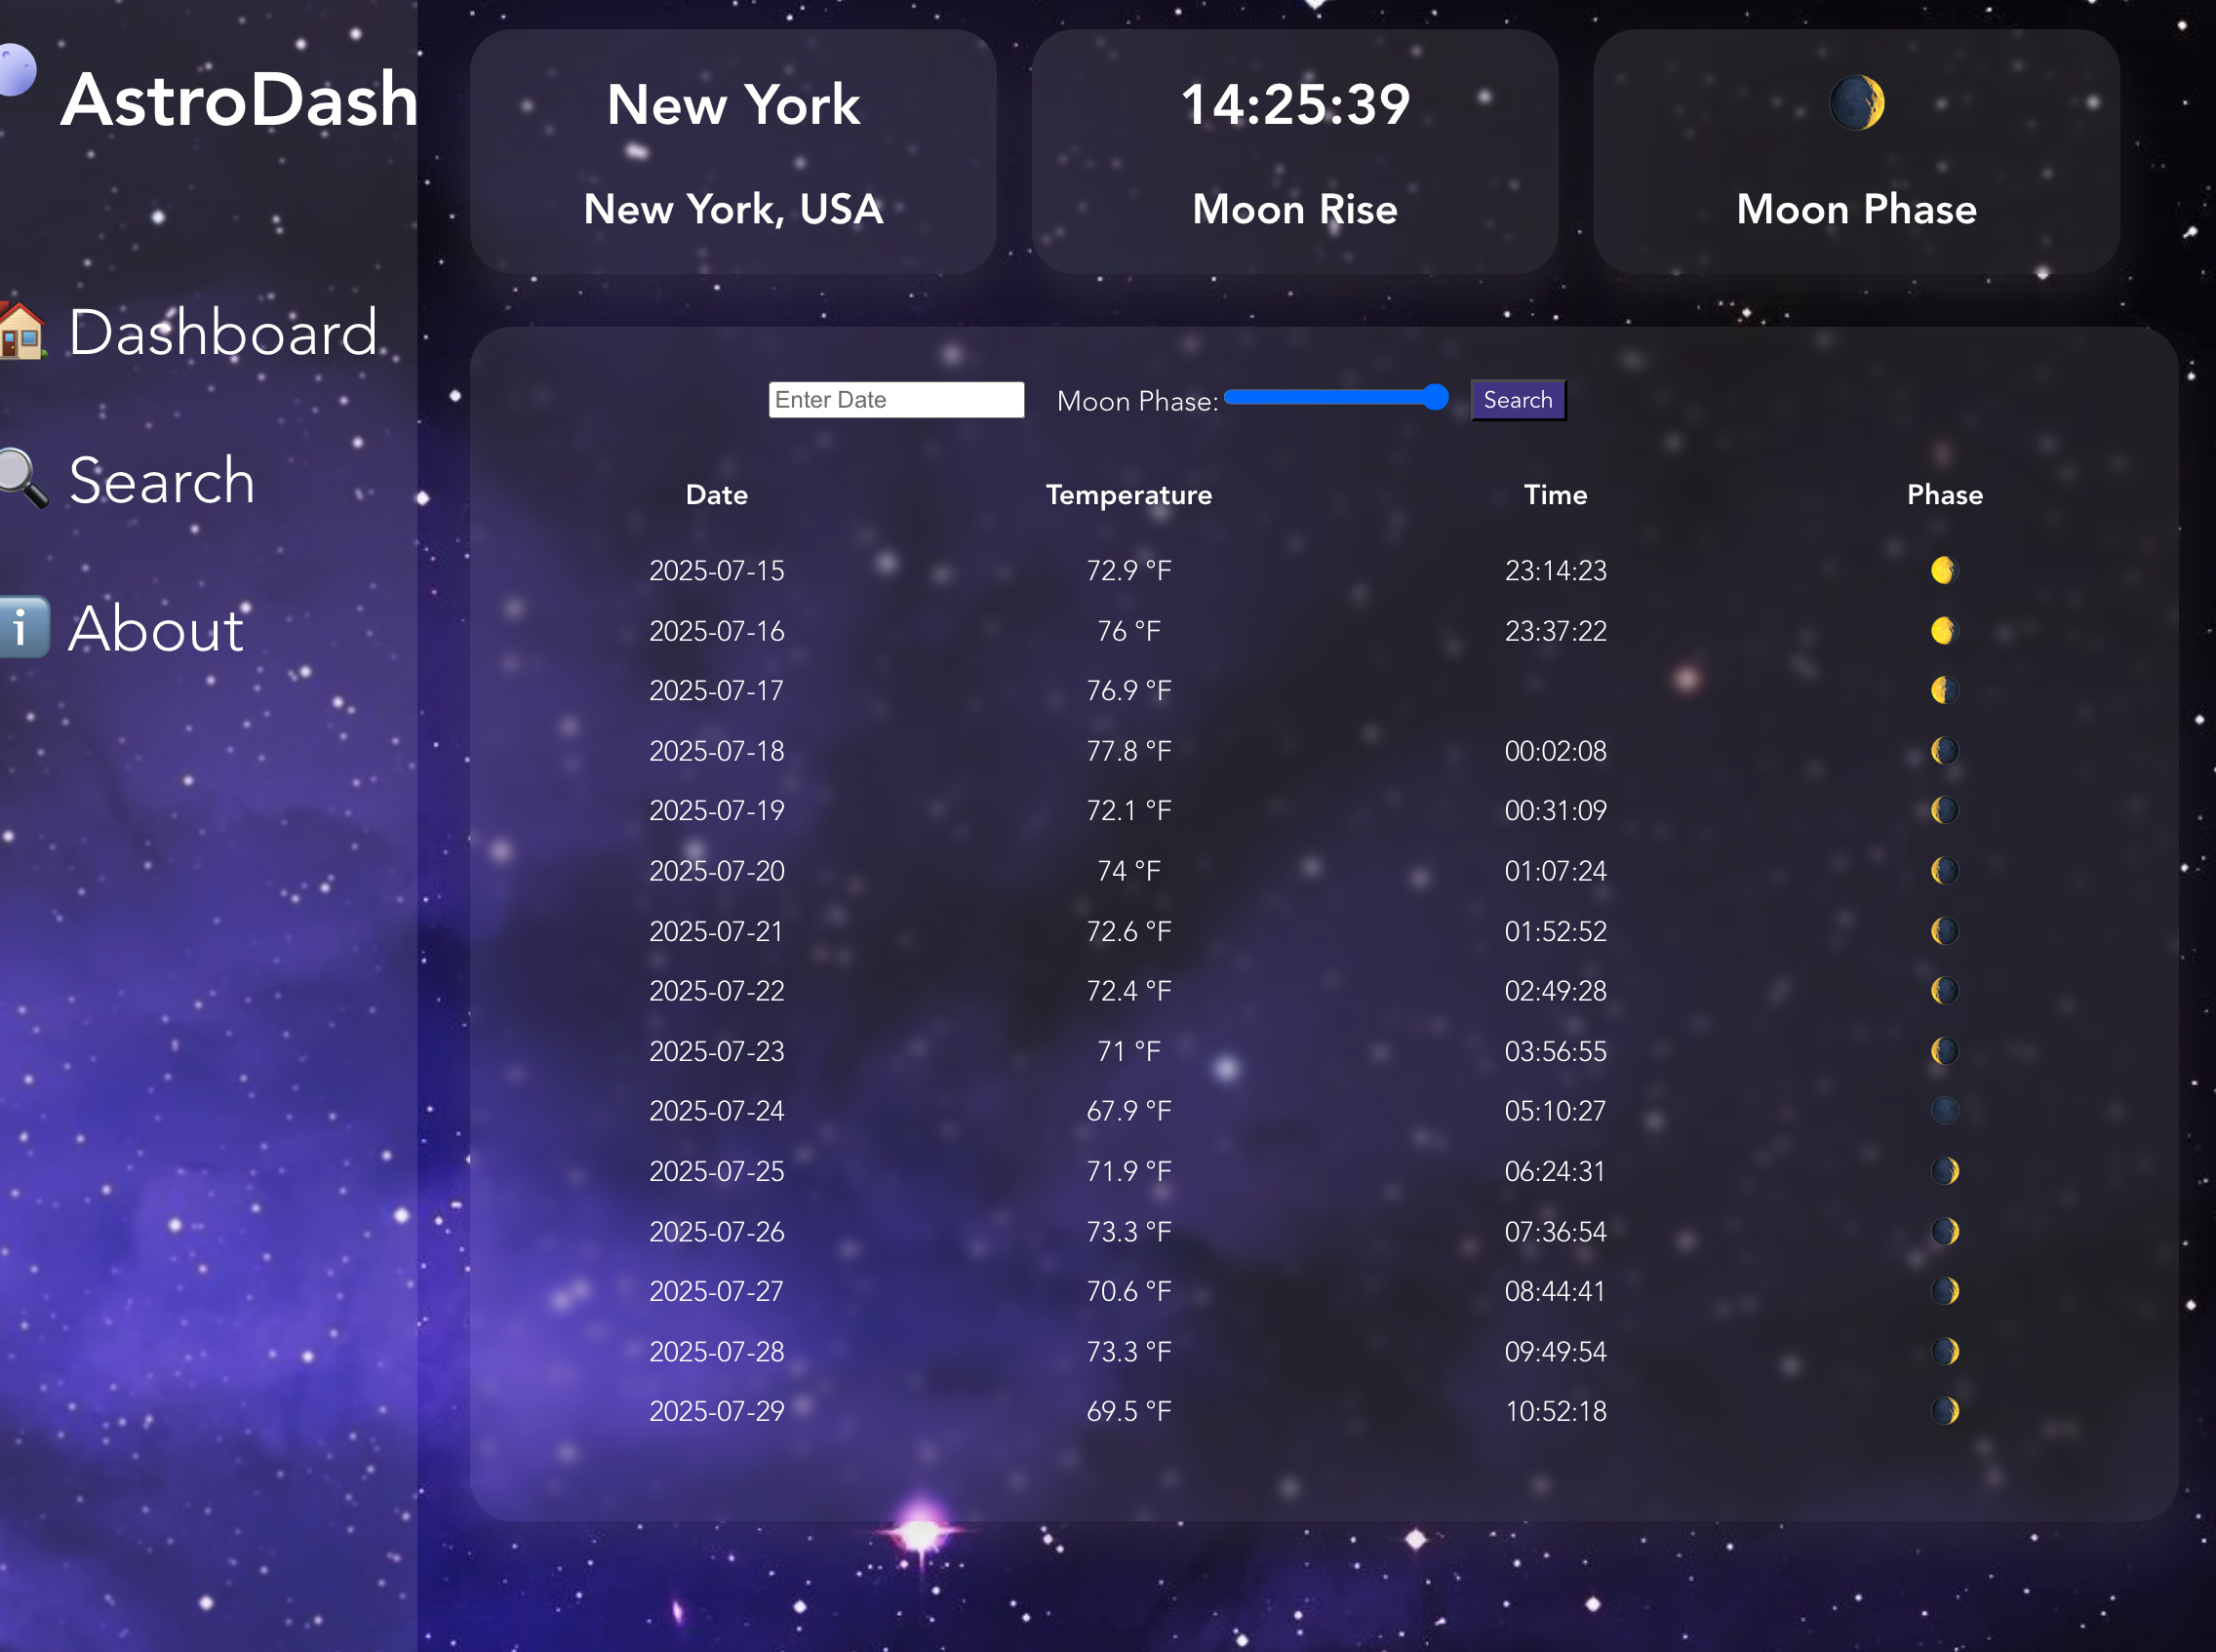 AstroDash
Dashboard
Search
About
New York
New York, USA
14:25:39
Moon Rise
Moon Phase
Enter Date Moon Phase: Search
Date Temperature Time Phase
2025-07-15 72.9 °F 23:14:23
2025-07-16 76 °F 23:37:22
2025-07-17 76.9 °F
2025-07-18 77.8 °F 00:02:08
2025-07-19 72.1 °F 00:31:09
2025-07-20 74 °F 01:07:24
2025-07-21 72.6 °F 01:52:52
2025-07-22 72.4 °F 02:49:28
2025-07-23 71 °F 03:56:55
2025-07-24 67.9 °F 05:10:27
2025-07-25 71.9 °F 06:24:31
2025-07-26 73.3 °F 07:36:54
2025-07-27 70.6 °F 08:44:41
2025-07-28 73.3 °F 09:49:54
2025-07-29 69.5 °F 10:52:18